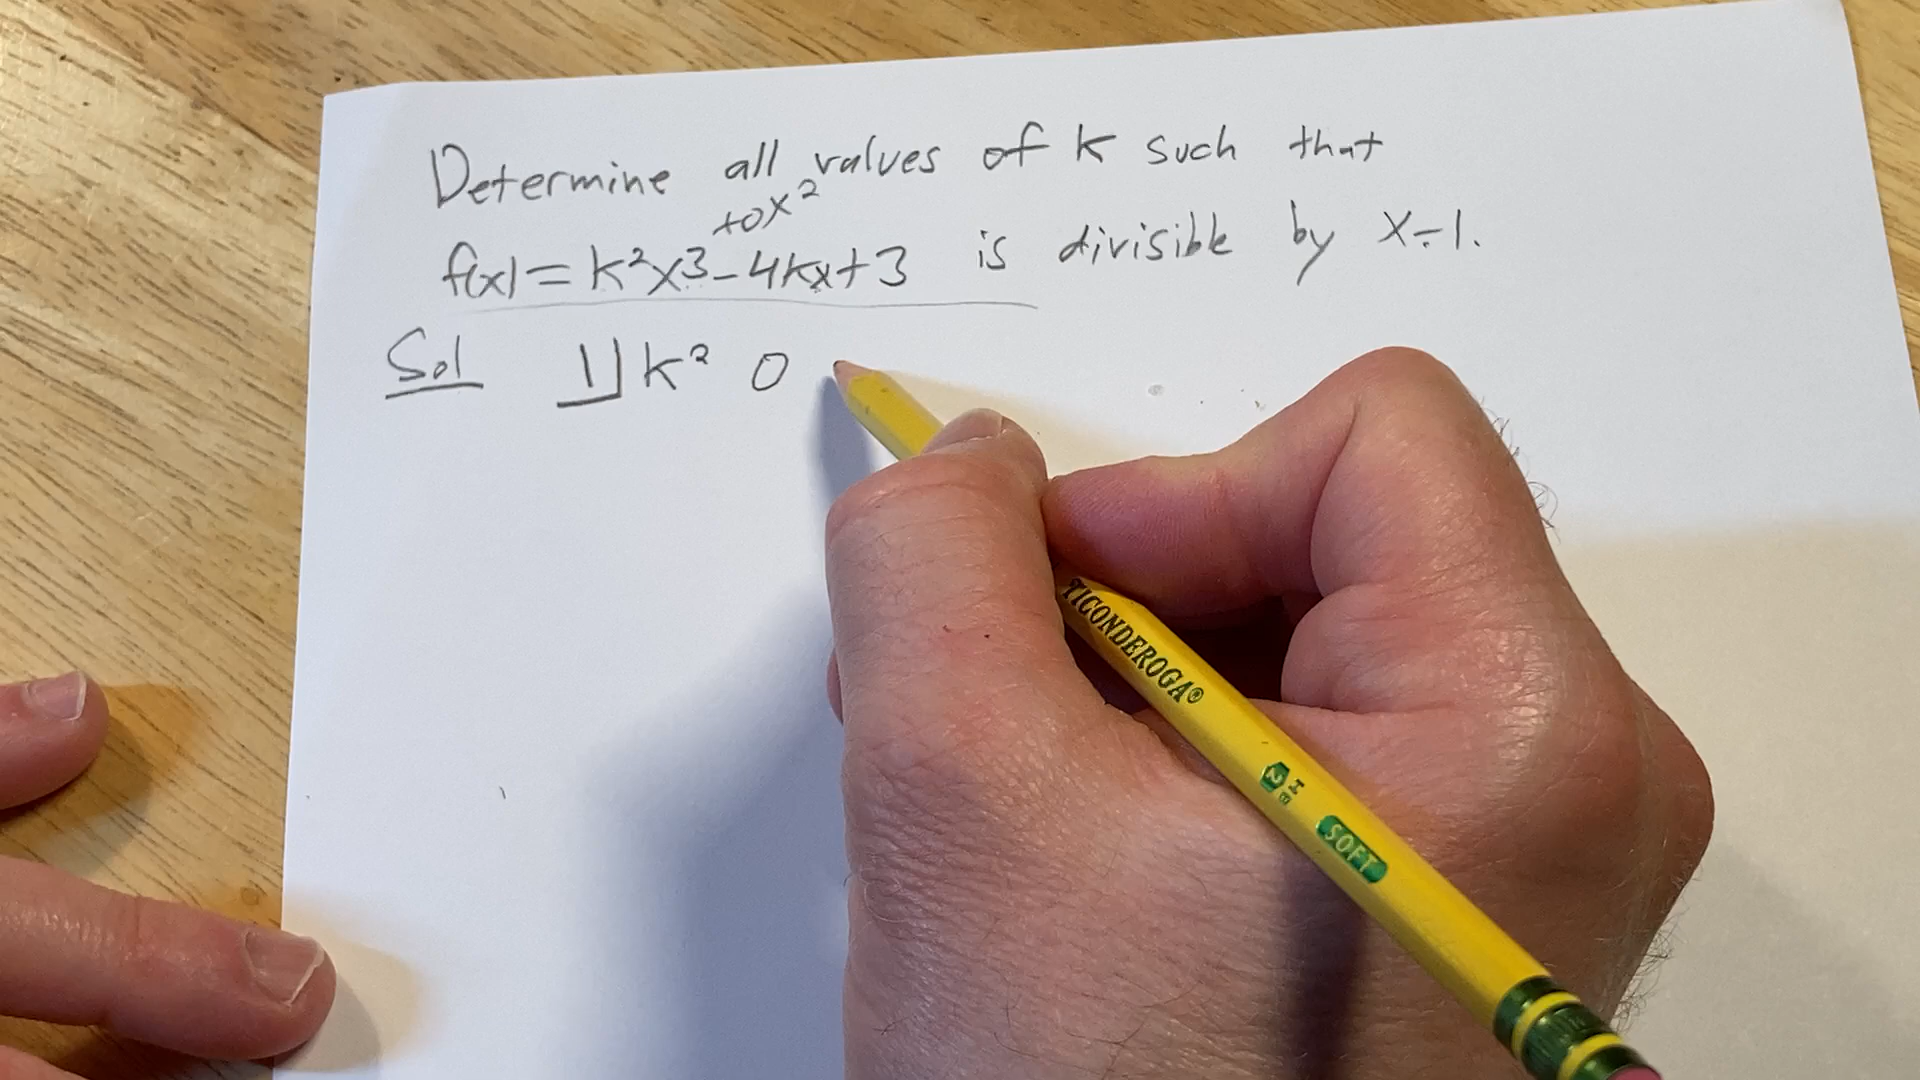 Determine all values of k such that
+0x²
f(x) = k²x³-4kx+3 is divisible by x-1.
Sol 1 k² 0
TICONDEROGA®
2 HB SOFT